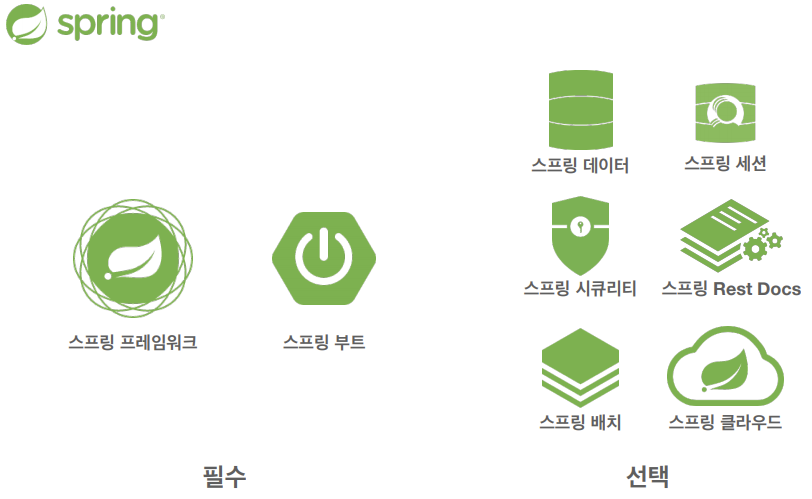 spring
스프링 데이터
스프링 세션
스프링 시큐리티
스프링 Rest Docs
스프링 프레임워크
스프링 부트
스프링 배치
스프링 클라우드
필수
선택